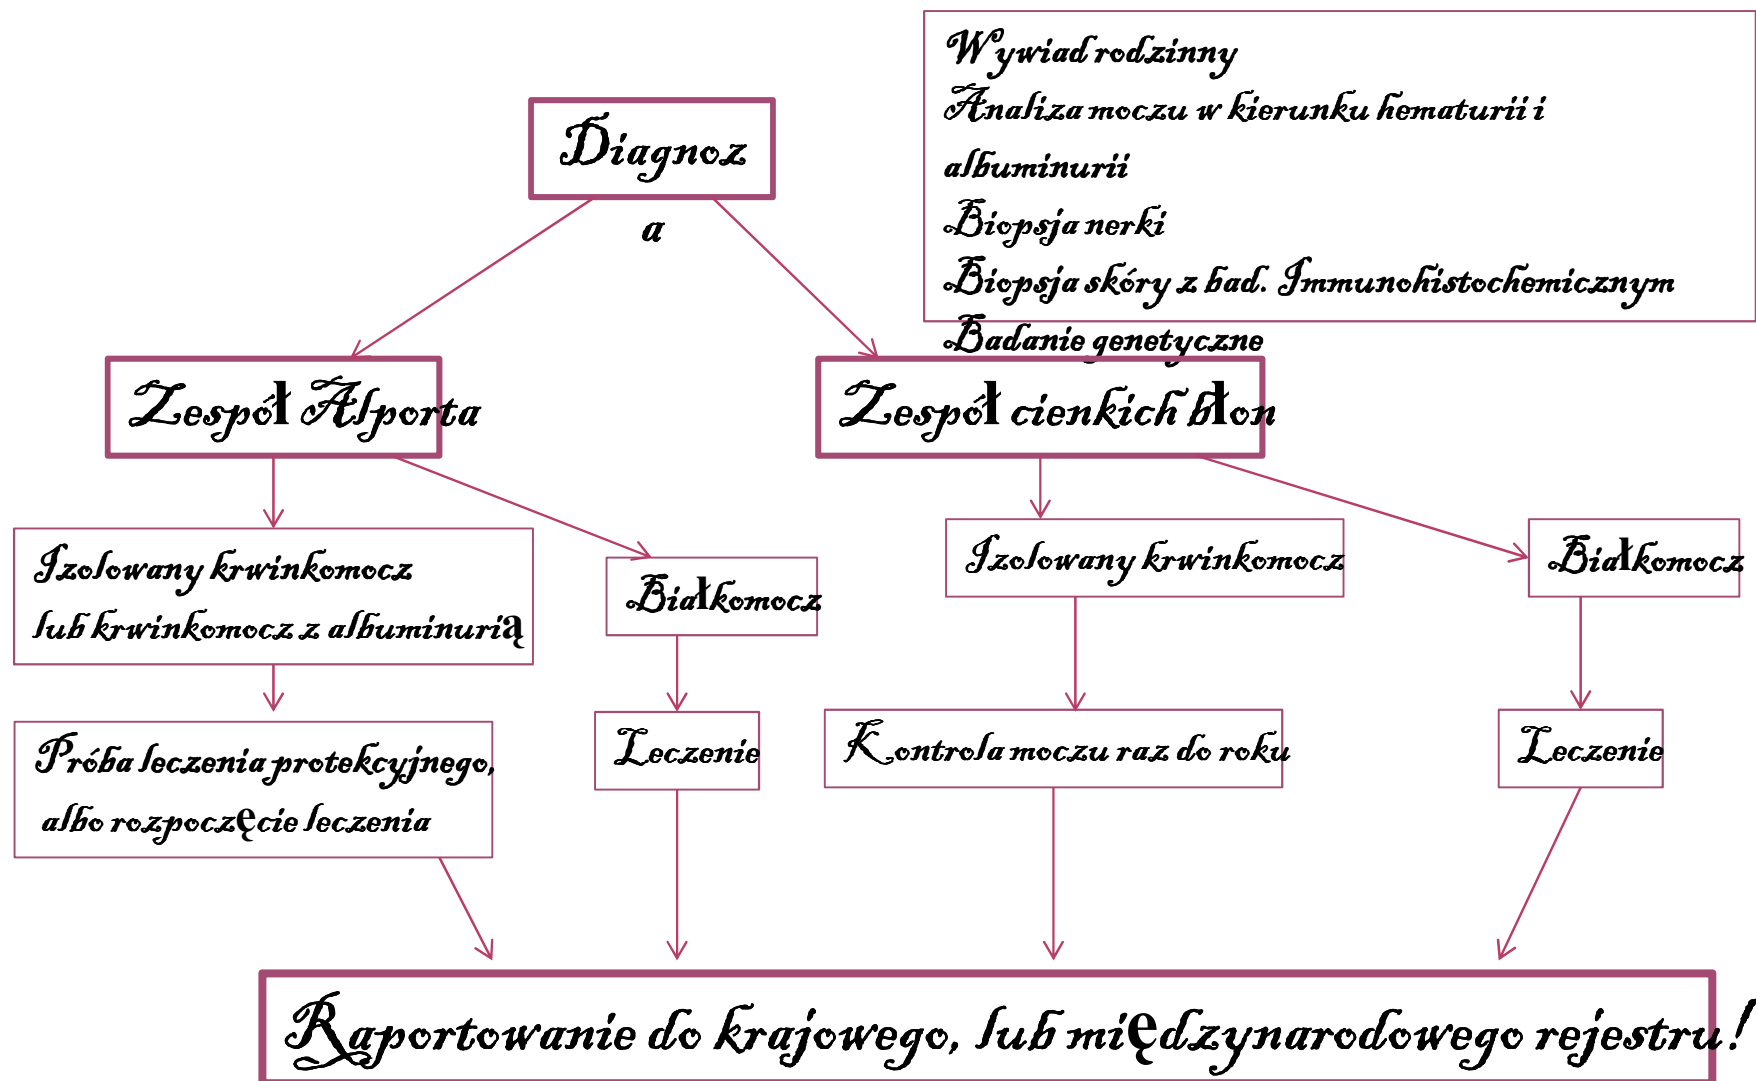 Wywiad rodzinny
Analiza moczu w kierunku hematurii i
albuminurii
Biopsja nerki
Biopsja skóry z bad. Immunohistochemicznym
Badanie genetyczne
Diagnoz
a
Zespół Alporta
Zespół cienkich błon
Izolowany krwinkomocz
lub krwinkomocz z albuminurią
Białkomocz
Izolowany krwinkomocz
Białkomocz
Próba leczenia protekcyjnego,
albo rozpoczęcie leczenia
Leczenie
Kontrola moczu raz do roku
Leczenie
Raportowanie do krajowego, lub międzynarodowego rejestru!